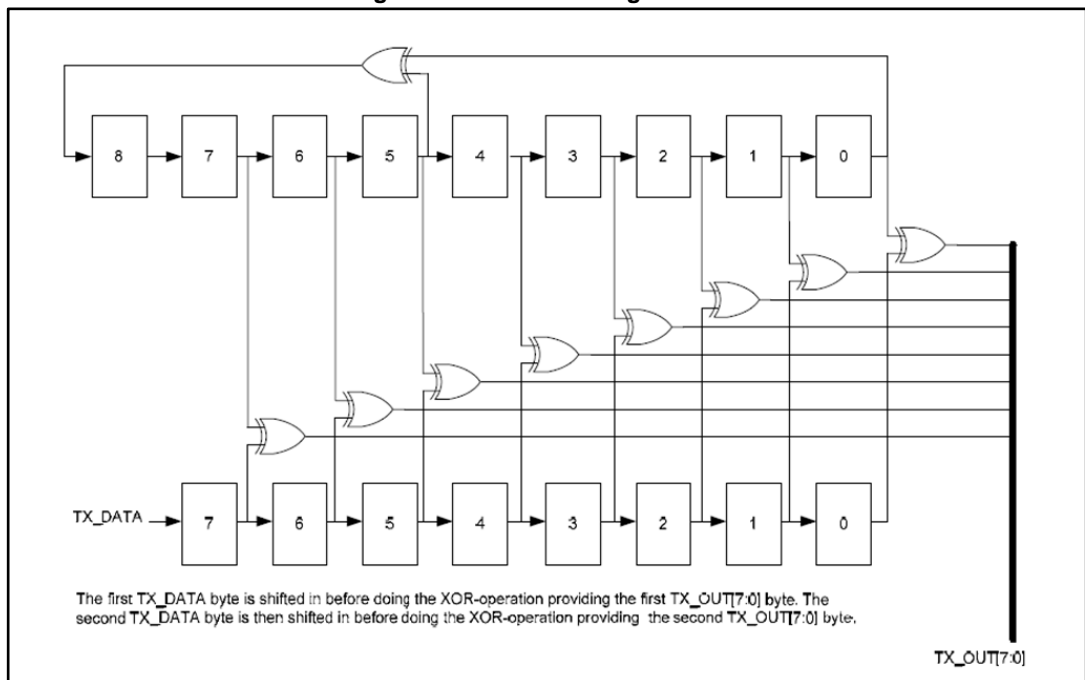 8 7 6 5 4 3 2 1 0
TX_DATA 7 6 5 4 3 2 1 0
The first TX_DATA byte is shifted in before doing the XOR-operation providing the first TX_OUT[7:0] byte. The
second TX_DATA byte is then shifted in before doing the XOR-operation providing the second TX_OUT[7:0] byte.
TX_OUT[7:0]